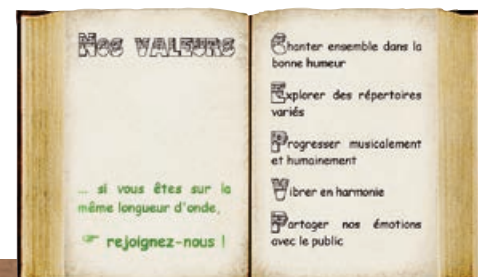 Nos VALEURS
... si vous êtes sur la
même longueur d'onde,
☞ rejoignez-nous !
Chanter ensemble dans la
bonne humeur
Explorer des répertoires
variés
Progresser musicalement
et humainement
Vibrer en harmonie
Partager nos émotions
avec le public